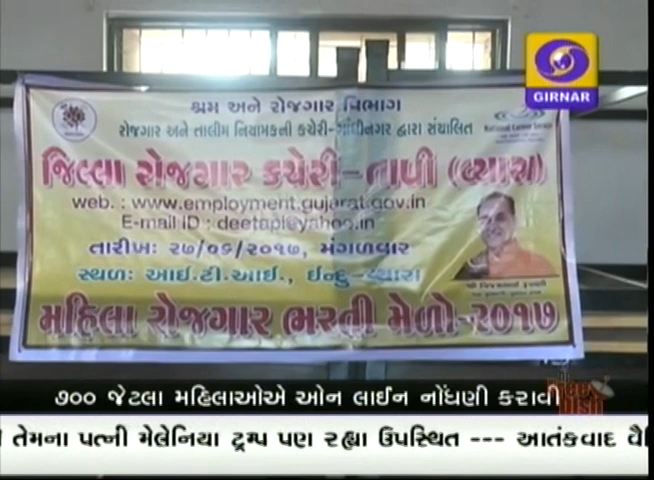 GIRNAR
શ્રમ અને રોજગાર વિભાગ
રોજગાર અને તાલીમ નિયામકની કચેરી-ગાંધીનગર દ્વારા સંચાલિત
જિલ્લા રોજગાર કચેરી-તાપી (વ્યારા)
web. : www.employment.gujarat.gov.in
E-mail ID : deetapi@yahoo.in
તારીખ: ૨૭/૦૬/૨૦૧૭, મંગળવાર
સ્થળ: આઈ.ટી.આઈ., ઈન્દુ-વ્યારા
મહિલા રોજગાર ભરતી મેળો-૨૦૧૭
૭૦૦ જેટલા મહિલાઓએ ઓન લાઈન નોંધણી કરાવી
તેમના પત્ની મેલેનિયા ટ્રમ્પ પણ રહ્યા ઉપસ્થિત --- આતંકવાદ